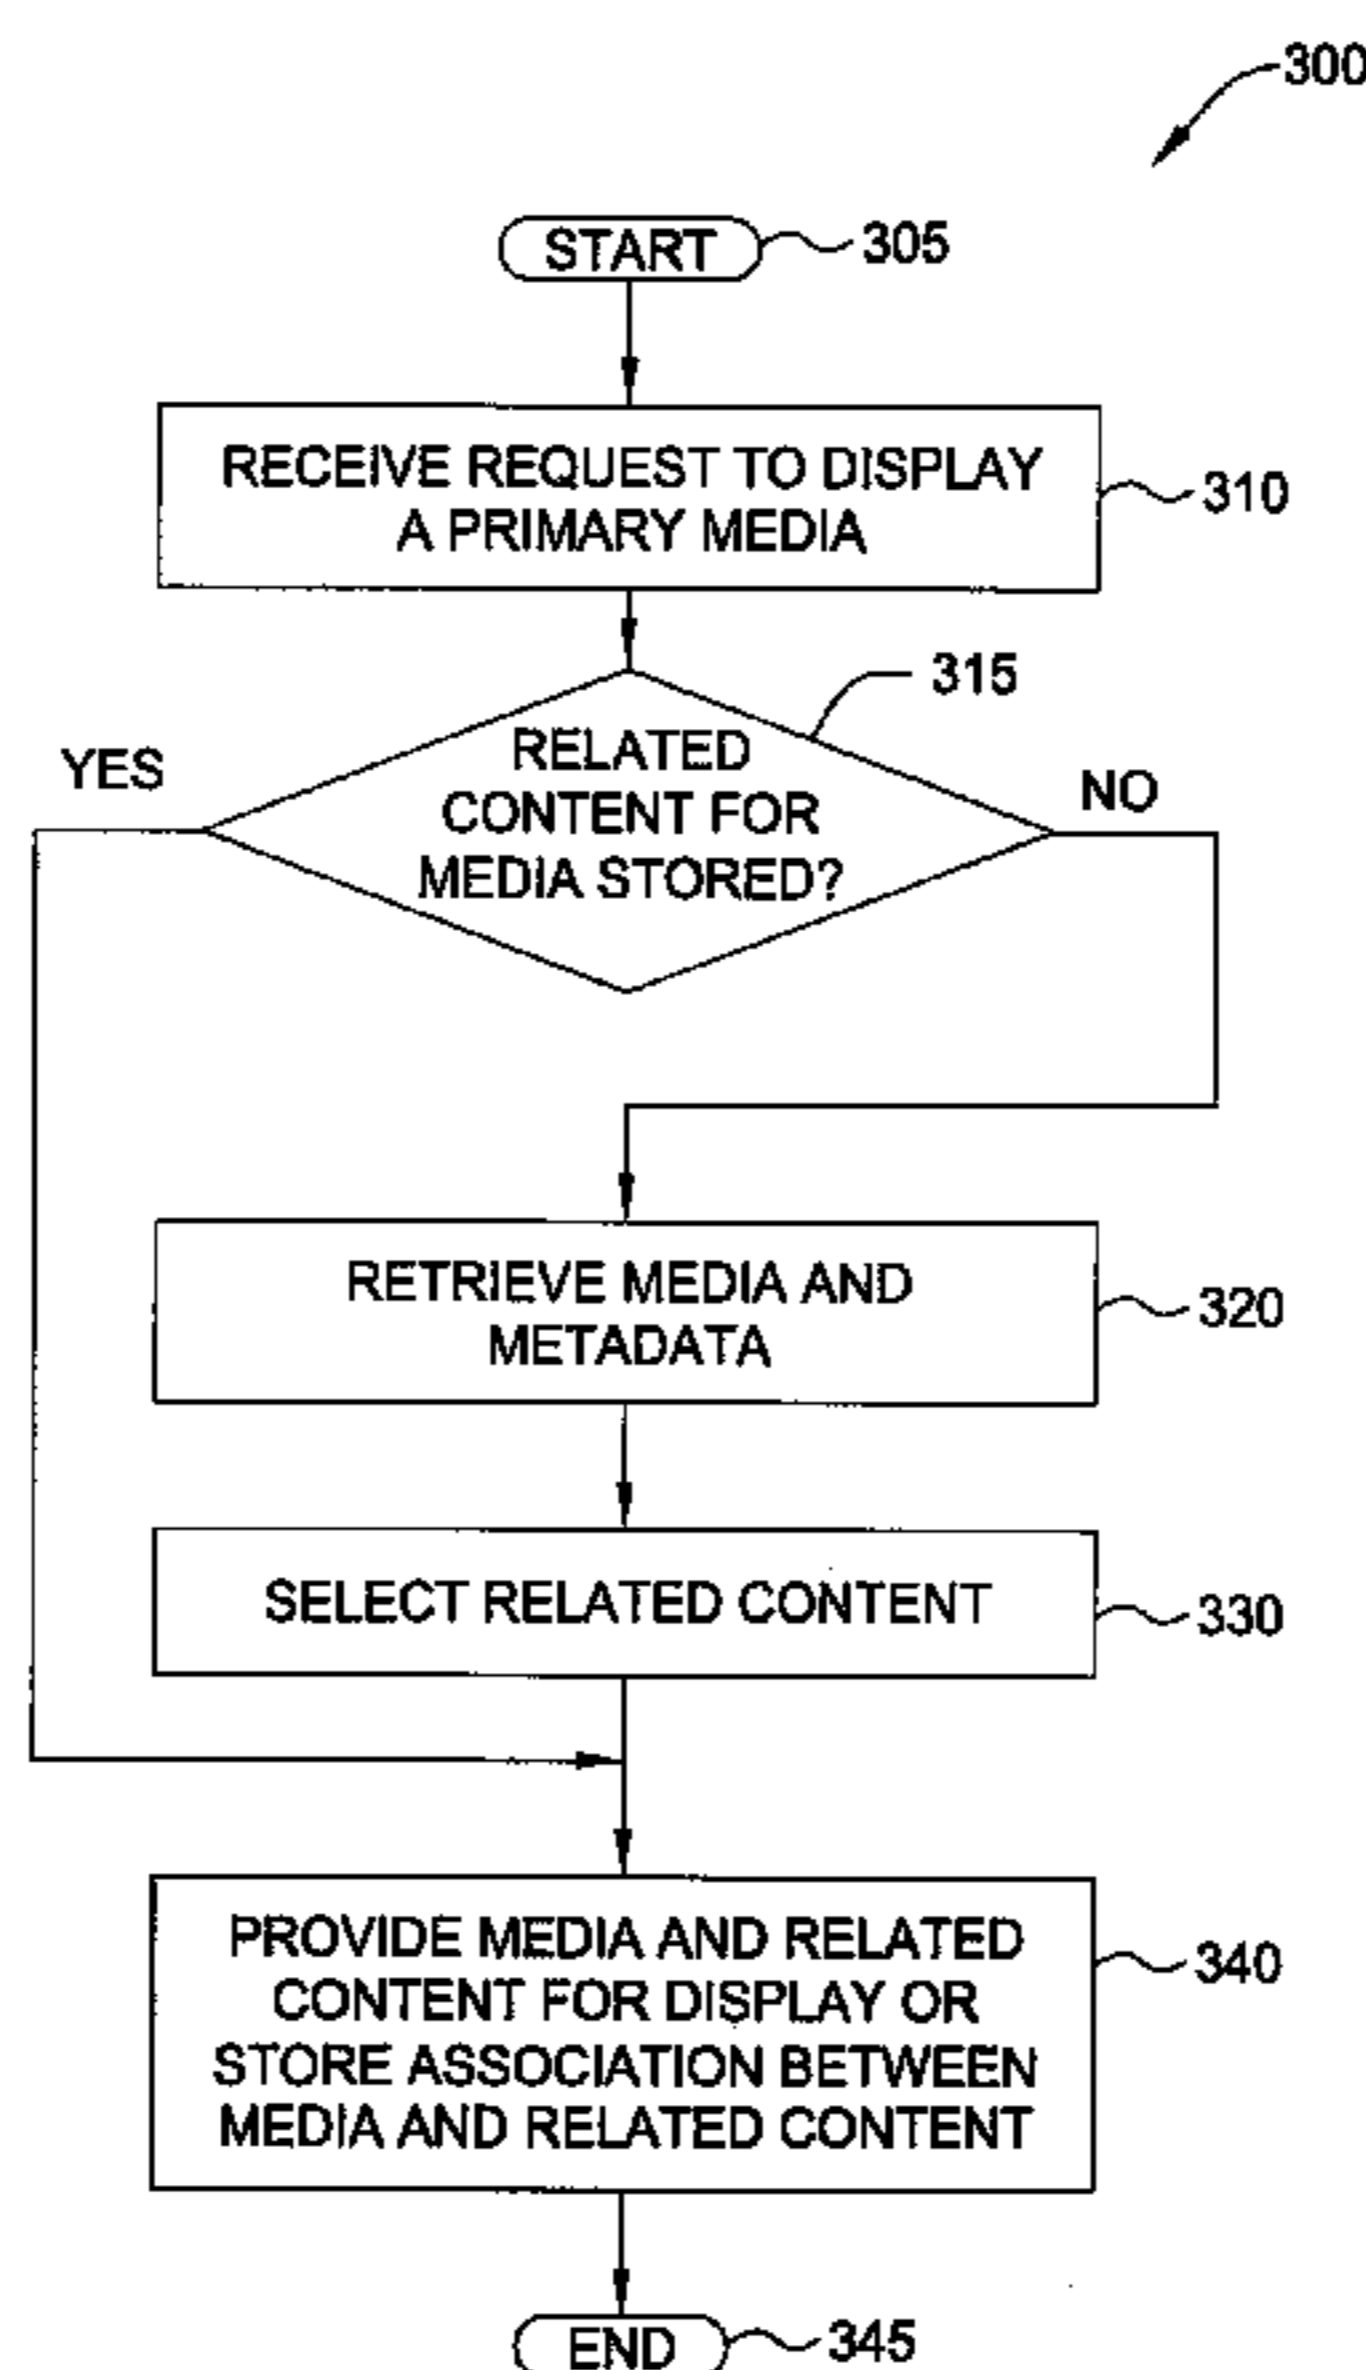 300
START
305
RECEIVE REQUEST TO DISPLAY
A PRIMARY MEDIA
310
315
RELATED
CONTENT FOR
MEDIA STORED?
YES
NO
RETRIEVE MEDIA AND
METADATA
320
SELECT RELATED CONTENT
330
PROVIDE MEDIA AND RELATED
CONTENT FOR DISPLAY OR
STORE ASSOCIATION BETWEEN
MEDIA AND RELATED CONTENT
340
END
345